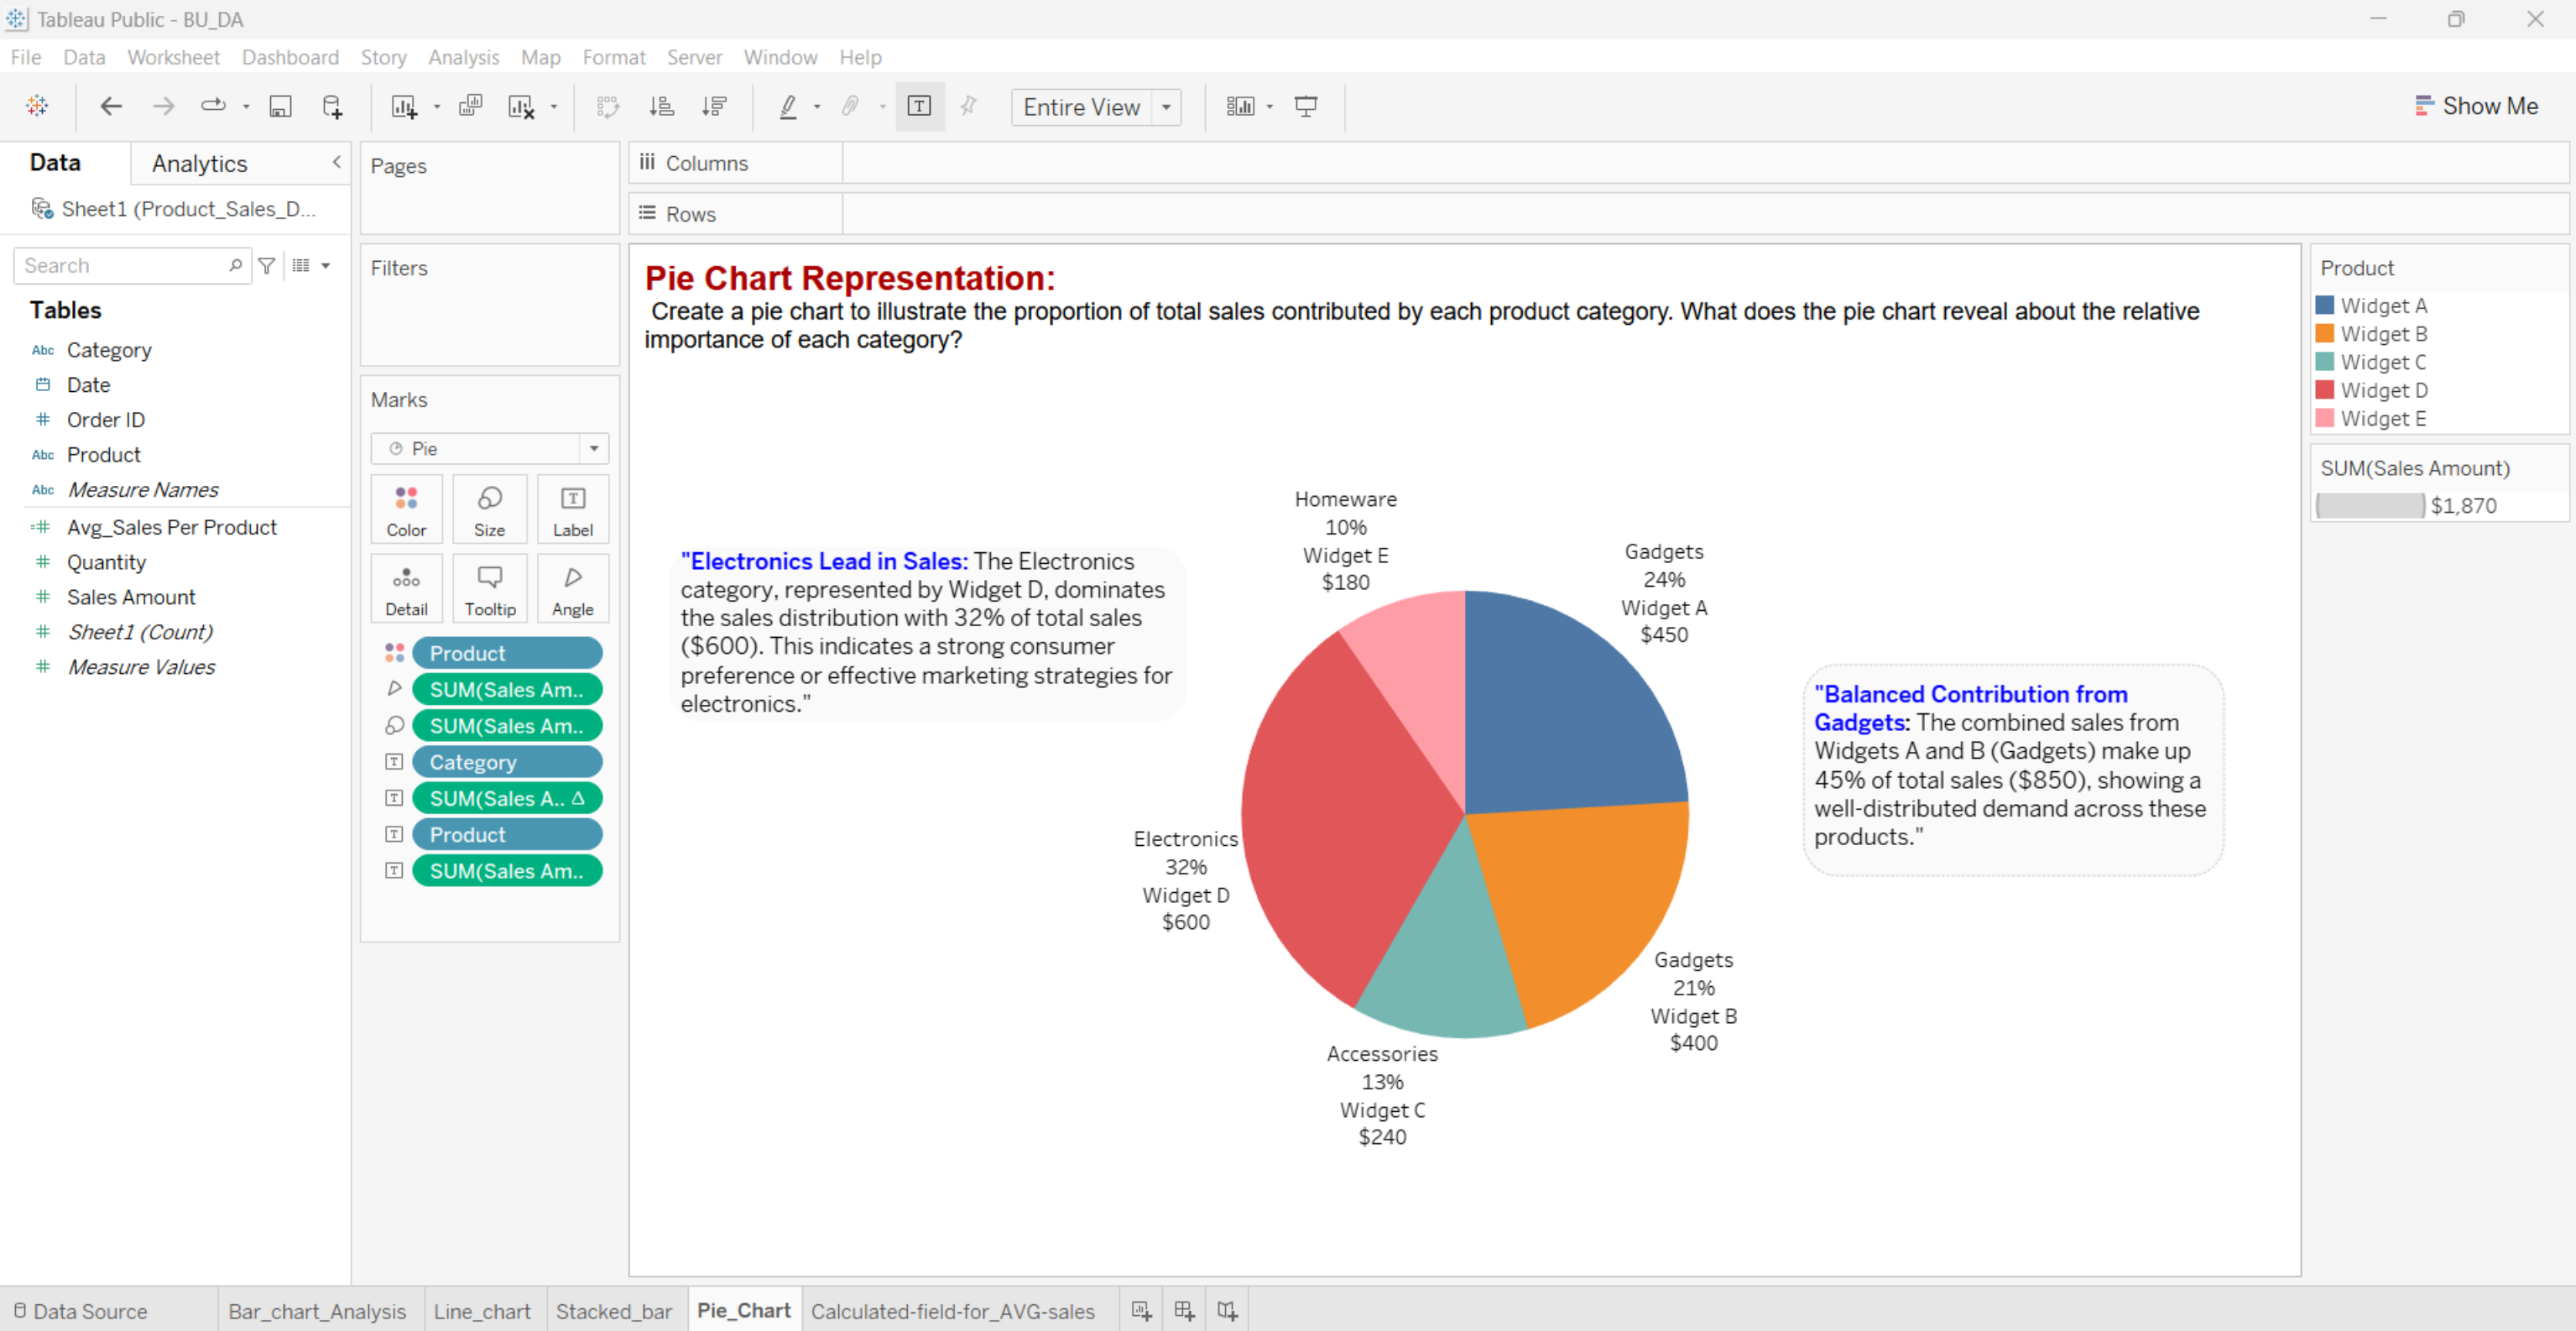 Tableau Public - BU_DA
File Data Worksheet Dashboard Story Analysis Map Format Server Window Help
Entire View
Show Me
Data
Analytics
Sheet1 (Product_Sales_D...
Search
Tables
Abc Category
Date
Order ID
Abc Product
Abc Measure Names
Avg_Sales Per Product
Quantity
Sales Amount
Sheet1 (Count)
Measure Values
Pages
Filters
Marks
Pie
Color Size Label
Detail Tooltip Angle
Product
SUM(Sales Am..
SUM(Sales Am..
Category
SUM(Sales A.. Δ
Product
SUM(Sales Am..
Columns
Rows
Pie Chart Representation:
Create a pie chart to illustrate the proportion of total sales contributed by each product category. What does the pie chart reveal about the relative
importance of each category?
"Electronics Lead in Sales: The Electronics
category, represented by Widget D, dominates
the sales distribution with 32% of total sales
($600). This indicates a strong consumer
preference or effective marketing strategies for
electronics."
Homeware
10%
Widget E
$180
Gadgets
24%
Widget A
$450
"Balanced Contribution from
Gadgets: The combined sales from
Widgets A and B (Gadgets) make up
45% of total sales ($850), showing a
well-distributed demand across these
products."
Electronics
32%
Widget D
$600
Gadgets
21%
Widget B
$400
Accessories
13%
Widget C
$240
Product
Widget A
Widget B
Widget C
Widget D
Widget E
SUM(Sales Amount)
$1,870
Data Source
Bar_chart_Analysis
Line_chart
Stacked_bar
Pie_Chart
Calculated-field-for_AVG-sales